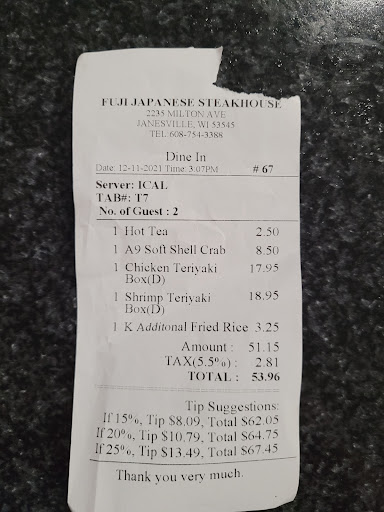 FUJI JAPANESE STEAKHOUSE
2235 MILTON AVE
JANESVILLE, WI 53545
TEL:608-754-3388
Dine In
Date: 12-11-2021 Time: 3:07PM # 67
Server: ICAL
TAB#: T7
No. of Guest : 2
1 Hot Tea 2.50
1 A9 Soft Shell Crab 8.50
1 Chicken Teriyaki 17.95
Box(D)
1 Shrimp Teriyaki 18.95
Box(D)
1 K Additonal Fried Rice 3.25
Amount : 51.15
TAX(5.5%) : 2.81
TOTAL : 53.96
Tip Suggestions:
If 15%, Tip $8.09, Total $62.05
If 20%, Tip $10.79, Total $64.75
If 25%, Tip $13.49, Total $67.45
Thank you very much.